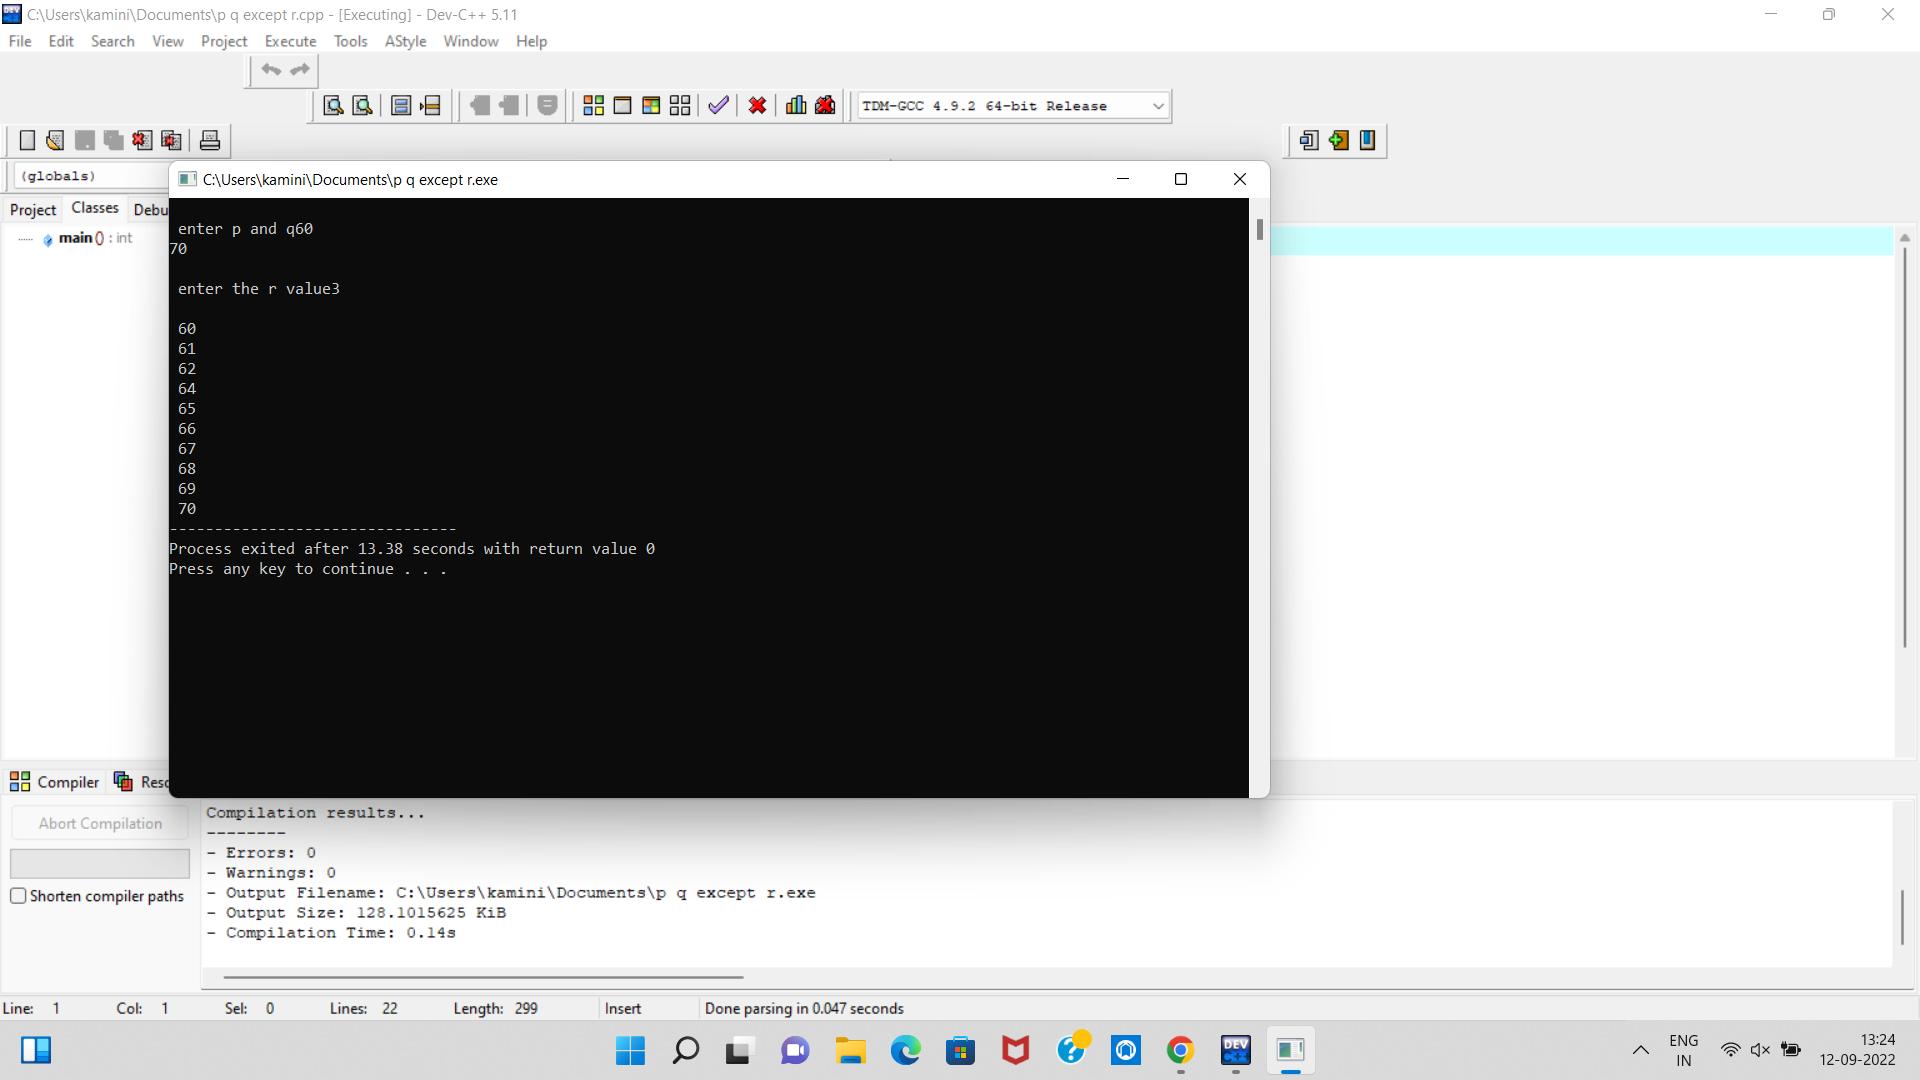 C:\Users\kamini\Documents\p q except r.cpp - [Executing] - Dev-C++ 5.11
File Edit Search View Project Execute Tools AStyle Window Help
TDM-GCC 4.9.2 64-bit Release
(globals)
Project Classes Debu
main() : int
C:\Users\kamini\Documents\p q except r.exe
enter p and q60
70
enter the r value3
60
61
62
64
65
66
67
68
69
70
--------------------------------
Process exited after 13.38 seconds with return value 0
Press any key to continue . . .
Compiler Reso
Abort Compilation
Shorten compiler paths
Compilation results...
--------
- Errors: 0
- Warnings: 0
- Output Filename: C:\Users\kamini\Documents\p q except r.exe
- Output Size: 128.1015625 KiB
- Compilation Time: 0.14s
Line: 1 Col: 1 Sel: 0 Lines: 22 Length: 299 Insert Done parsing in 0.047 seconds
DEV C++
ENG
IN
13:24
12-09-2022